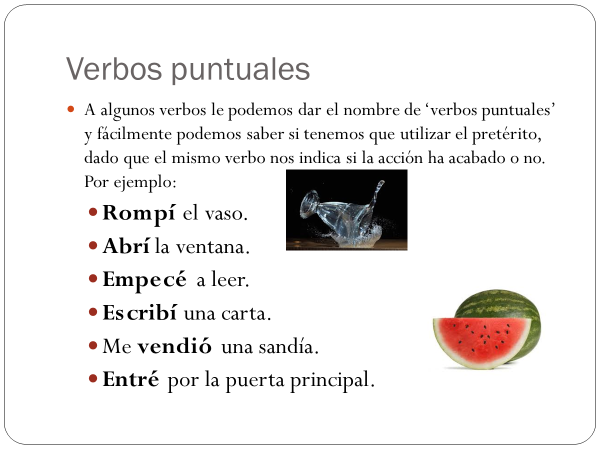 Verbos puntuales
• A algunos verbos le podemos dar el nombre de ‘verbos puntuales’
y fácilmente podemos saber si tenemos que utilizar el pretérito,
dado que el mismo verbo nos indica si la acción ha acabado o no.
Por ejemplo:
• Rompí el vaso.
• Abrí la ventana.
• Empecé a leer.
• Escribí una carta.
• Me vendió una sandía.
• Entré por la puerta principal.